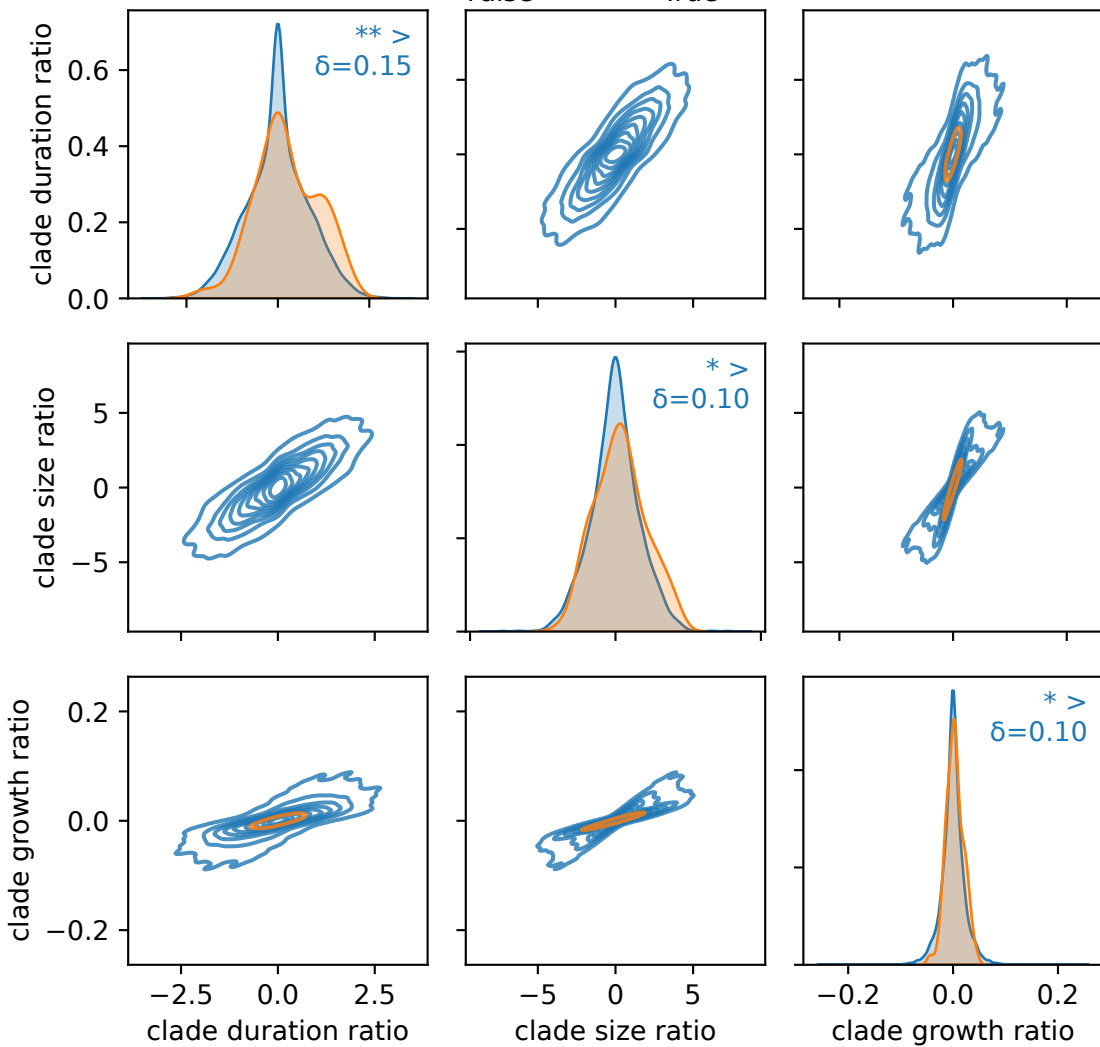 0.6
0.4
0.2
0.0
clade duration ratio
** >
δ=0.15
5
0
−5
clade size ratio
* >
δ=0.10
0.2
0.0
−0.2
clade growth ratio
* >
δ=0.10
−2.5 0.0 2.5
clade duration ratio
−5 0 5
clade size ratio
−0.2 0.0 0.2
clade growth ratio